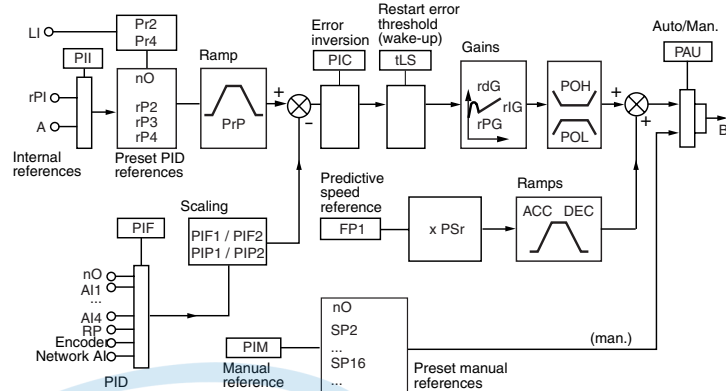 LI
Pr2
Pr4
PII
rPI
A
Internal
references
nO
rP2
rP3
rP4
Preset PID
references
Ramp
PrP
+
-
Error
inversion
PIC
Restart error
threshold
(wake-up)
tLS
Gains
rdG
rIG
rPG
POH
POL
+
+
Auto/Man.
PAU
B
Scaling
PIF1 / PIF2
PIP1 / PIP2
PIF
nO
AI1
...
AI4
RP
Encoder
Network AI
PID
Predictive
speed
reference
FP1
x PSr
Ramps
ACC DEC
PIM
Manual
reference
nO
SP2
...
SP16
...
Preset manual
references
(man.)